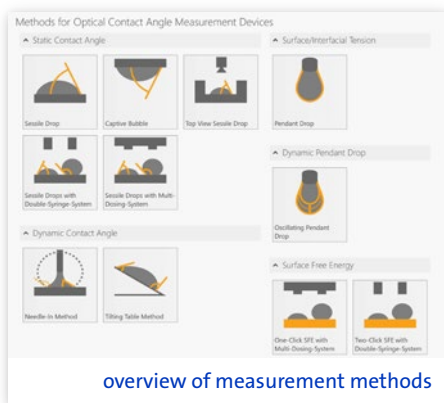 Methods for Optical Contact Angle Measurement Devices
Static Contact Angle
Sessile Drop
Captive Bubble
Top View Sessile Drop
Sessile Drops with
Double-Syringe-System
Sessile Drops with Multi-
Dosing-System
Dynamic Contact Angle
Needle-In Method
Tilting Table Method
Surface/Interfacial Tension
Pendant Drop
Dynamic Pendant Drop
Oscillating Pendant
Drop
Surface Free Energy
One-Click SFE with
Multi-Dosing-System
Two-Click SFE with
Double-Syringe-System
overview of measurement methods